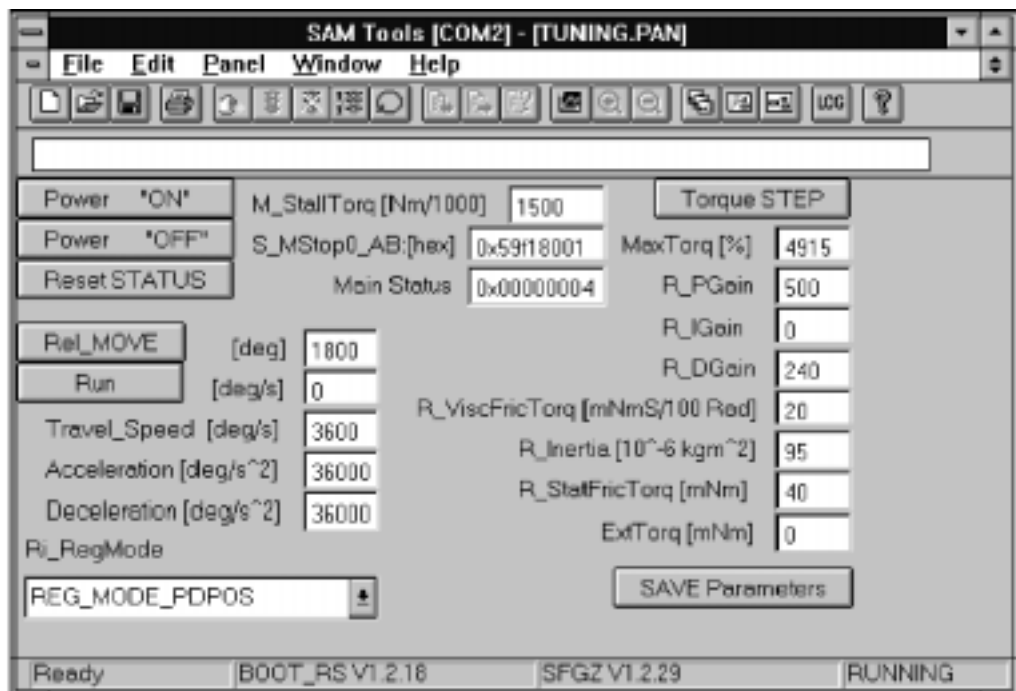 SAM Tools [COM2] - [TUNING.PAN]
File Edit Panel Window Help
LOG
Power "ON"
M_StallTorq [Nm/1000] 1500
Torque STEP
Power "OFF"
S_MStop0_AB:[hex] 0x59f18001
MaxTorq [%] 4915
Reset STATUS
Main Status 0x00000004
R_PGain 500
R_IGain 0
Rel_MOVE [deg] 1800
R_DGain 240
Run [deg/s] 0
R_ViscFricTorq [mNmS/100 Rad] 20
Travel_Speed [deg/s] 3600
R_Inertia [10^-6 kgm^2] 95
Acceleration [deg/s^2] 36000
R_StatFricTorq [mNm] 40
Deceleration [deg/s^2] 36000
ExtTorq [mNm] 0
Ri_RegMode
REG_MODE_PDPOS
SAVE Parameters
Ready BOOT_RS V1.2.18 SFGZ V1.2.29 RUNNING